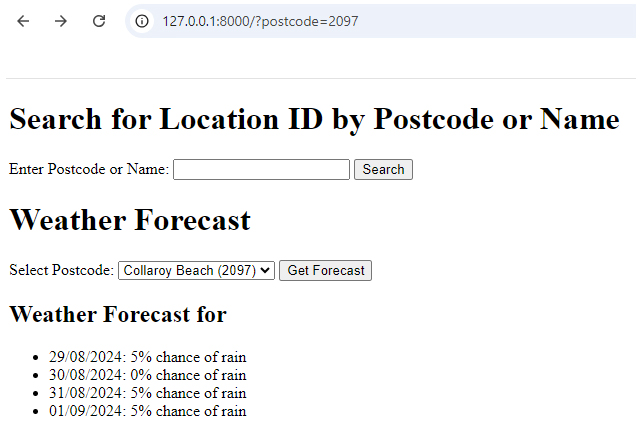 127.0.0.1:8000/?postcode=2097
Search for Location ID by Postcode or Name
Enter Postcode or Name: Search
Weather Forecast
Select Postcode: Collaroy Beach (2097) Get Forecast
Weather Forecast for
• 29/08/2024: 5% chance of rain
• 30/08/2024: 0% chance of rain
• 31/08/2024: 5% chance of rain
• 01/09/2024: 5% chance of rain